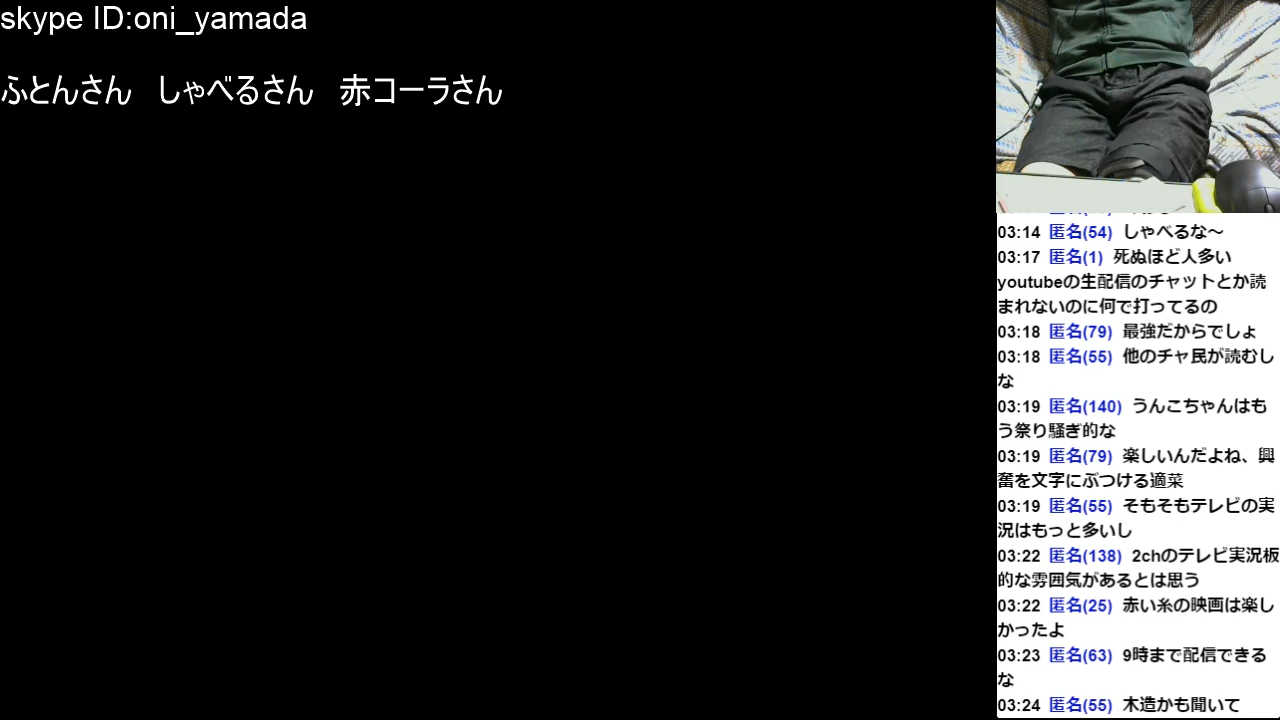 skype ID:oni_yamada
ふとんさん　しゃべるさん　赤コーラさん
03:14 匿名(54) しゃべるな～
03:17 匿名(1) 死ぬほど人多い
youtubeの生配信のチャットとか読
まれないのに何で打ってるの
03:18 匿名(79) 最強だからでしょ
03:18 匿名(55) 他のチャ民が読むし
な
03:19 匿名(140) うんこちゃんはも
う祭り騒ぎ的な
03:19 匿名(79) 楽しいんだよね、興
奮を文字にぶつける適菜
03:19 匿名(55) そもそもテレビの実
況はもっと多いし
03:22 匿名(138) 2chのテレビ実況板
的な雰囲気があるとは思う
03:22 匿名(25) 赤い糸の映画は楽し
かったよ
03:23 匿名(63) 9時まで配信できる
な
03:24 匿名(55) 木造かも聞いて